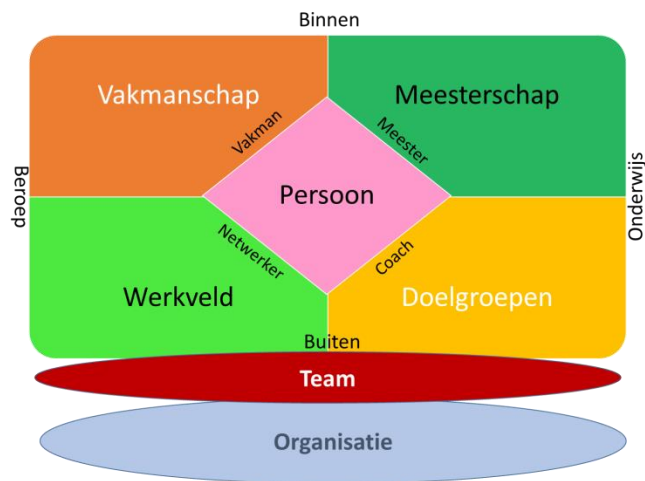 Binnen
Vakmanschap
Meesterschap
Vakman
Meester
Beroep
Persoon
Onderwijs
Netwerker
Coach
Werkveld
Doelgroepen
Buiten
Team
Organisatie